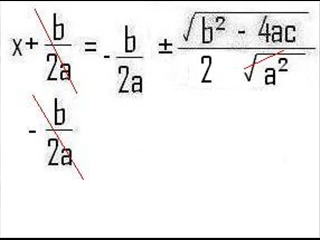 x + b/2a = - b/2a ± √(b² - 4ac) / 2 √(a²)
- b/2a